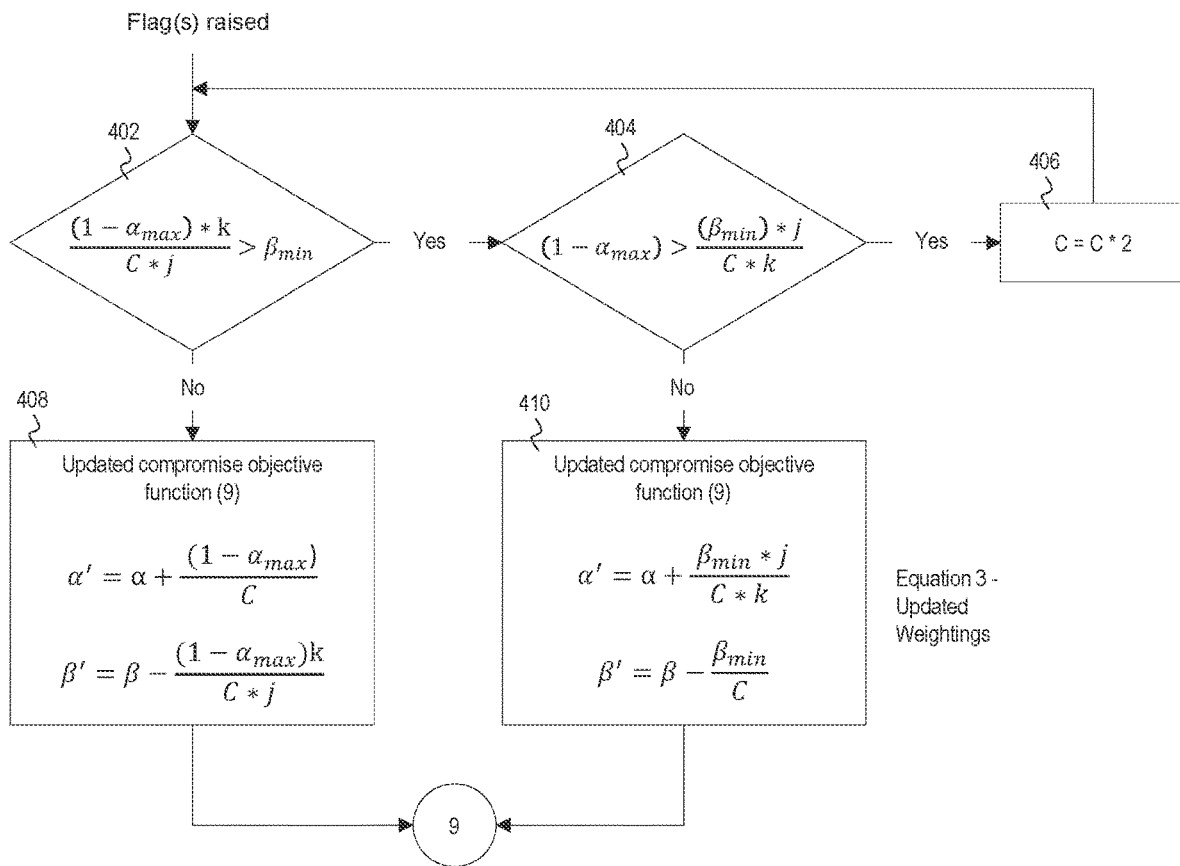 Flag(s) raised
402
(1 − α_max) * k / C * j > β_min
Yes
404
(1 − α_max) > (β_min) * j / C * k
Yes
406
C = C * 2
No
No
408
Updated compromise objective
function (9)
α′ = α + (1 − α_max) / C
β′ = β − (1 − α_max)k / C * j
410
Updated compromise objective
function (9)
α′ = α + β_min * j / C * k
β′ = β − β_min / C
Equation 3 -
Updated
Weightings
9